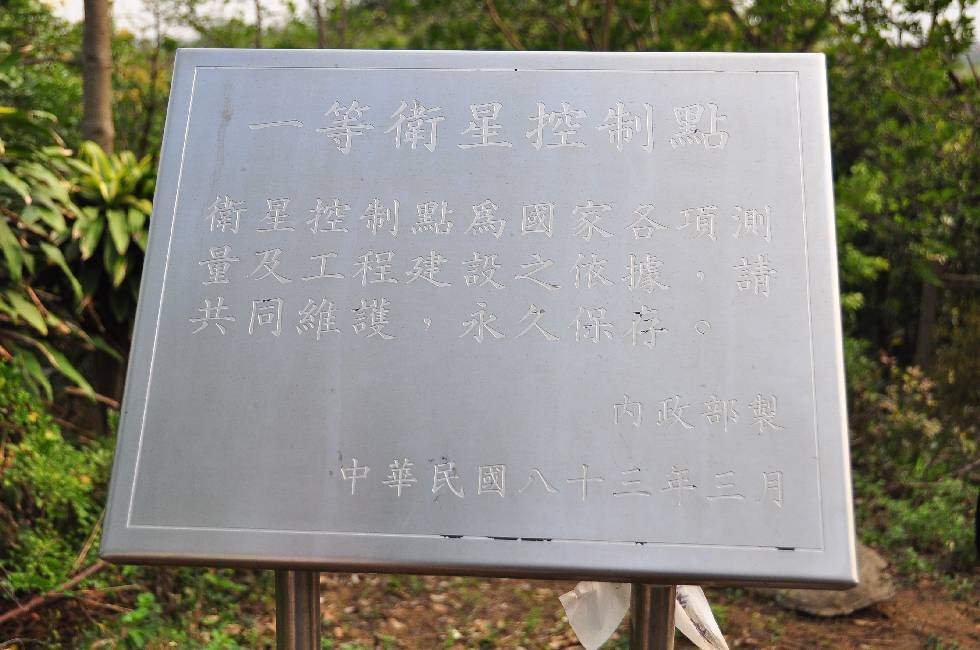 一等衛星控制點
衛星控制點爲國家各項測
量及工程建設之依據，請
共同維護，永久保存。
內政部製
中華民國八十三年三月